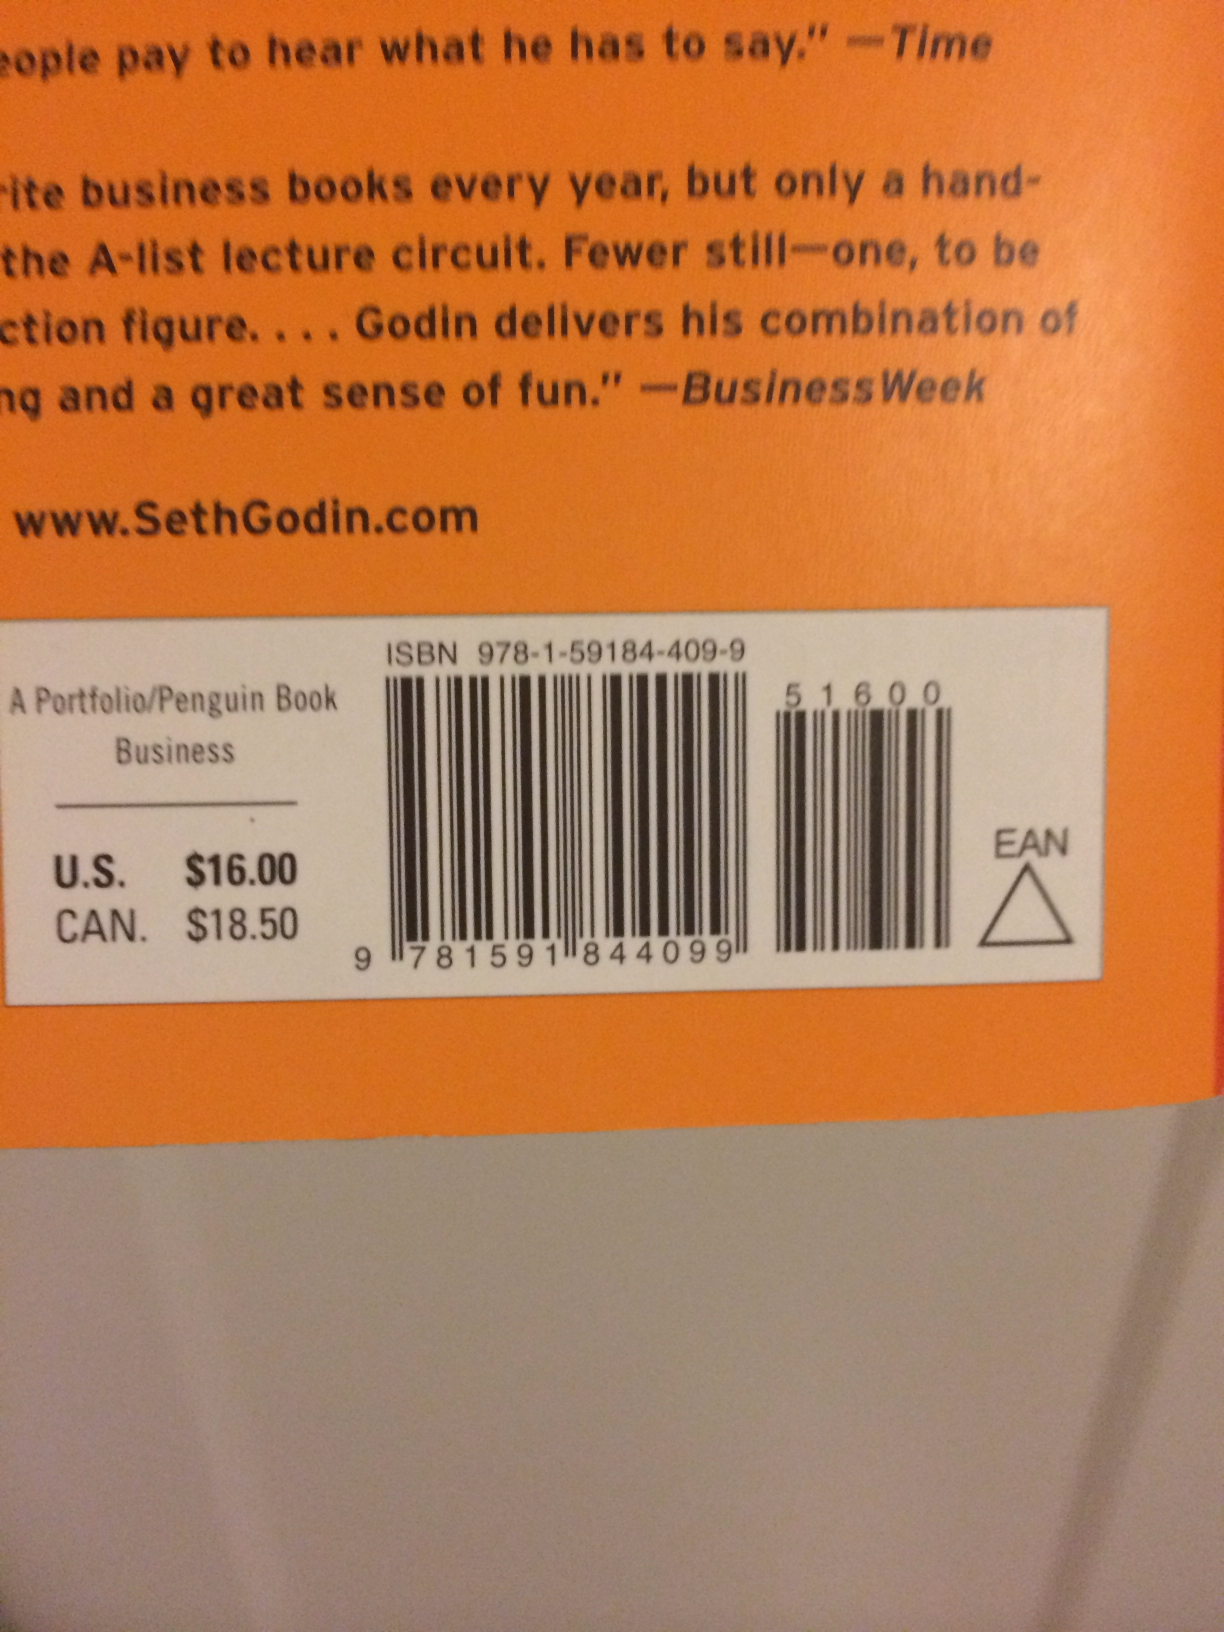 eople pay to hear what he has to say." —Time
rite business books every year, but only a hand-
the A-list lecture circuit. Fewer still—one, to be
ction figure. . . . Godin delivers his combination of
ng and a great sense of fun." —BusinessWeek
www.SethGodin.com
A Portfolio/Penguin Book
Business
U.S. $16.00
CAN. $18.50
ISBN 978-1-59184-409-9
9 781591 844099
51600
EAN